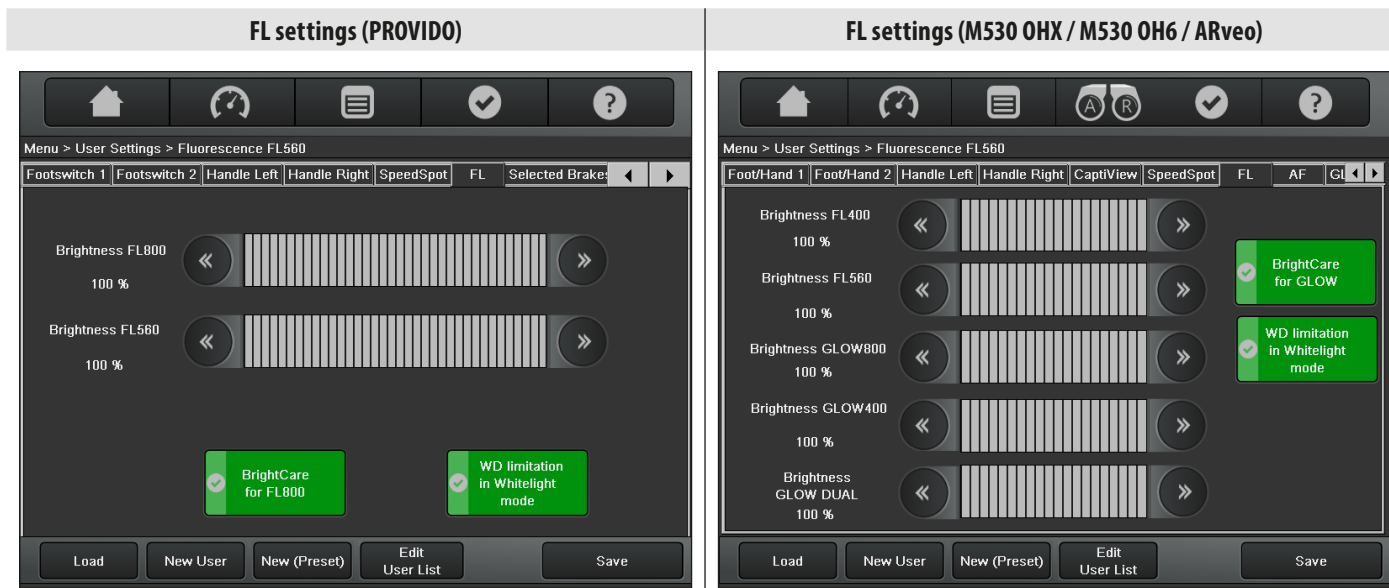 FL settings (PROVIDO)
Menu > User Settings > Fluorescence FL560
Footswitch 1 Footswitch 2 Handle Left Handle Right SpeedSpot FL Selected Brakes
Brightness FL800
100 %
Brightness FL560
100 %
BrightCare
for FL800
WD limitation
in Whitelight
mode
Load New User New (Preset) Edit
User List
Save
FL settings (M530 OHX / M530 OH6 / ARveo)
A R
?
Menu > User Settings > Fluorescence FL560
Foot/Hand 1 Foot/Hand 2 Handle Left Handle Right CaptiView SpeedSpot FL AF GL
Brightness FL400
100 %
Brightness FL560
100 %
Brightness GLOW800
100 %
Brightness GLOW400
100 %
Brightness
GLOW DUAL
100 %
BrightCare
for GLOW
WD limitation
in Whitelight
mode
Load New User New (Preset) Edit
User List
Save